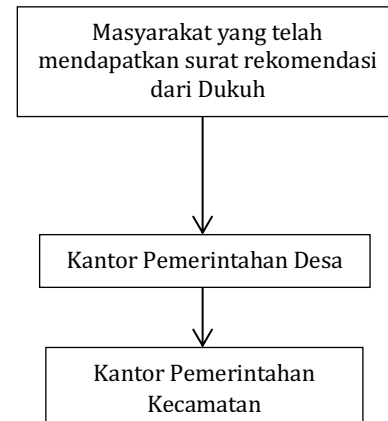 Masyarakat yang telah
mendapatkan surat rekomendasi
dari Dukuh
Kantor Pemerintahan Desa
Kantor Pemerintahan
Kecamatan